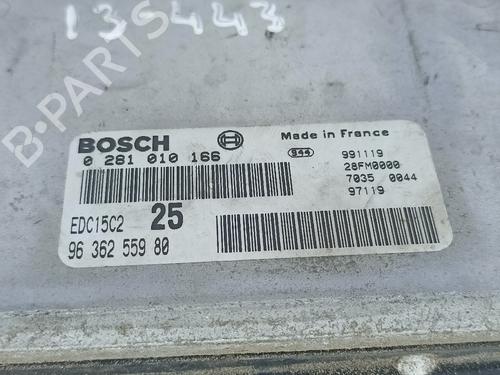 135443
B-PARTS
BOSCH
Made in France
0 281 010 166
944 991119
28FM0000
7035 0044
97119
EDC15C2 25
96 362 559 80